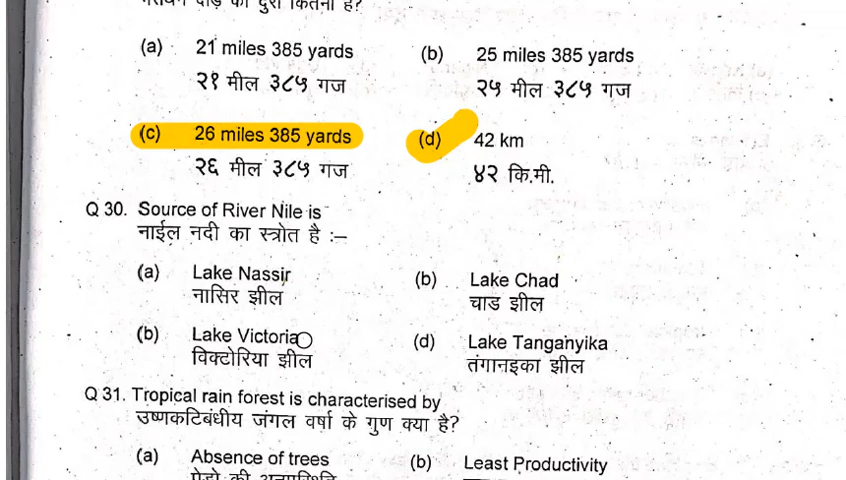 मैराथन दौड़ की दुरी कितनी है?
(a) 21 miles 385 yards (b) 25 miles 385 yards
२१ मील ३८५ गज २५ मील ३८५ गज
(c) 26 miles 385 yards (d) 42 km
२६ मील ३८५ गज ४२ कि.मी.
Q 30. Source of River Nile is
नाईल नदी का स्त्रोत है :–
(a) Lake Nassir (b) Lake Chad
नासिर झील चाड झील
(b) Lake Victoria (d) Lake Tanganyika
विक्टोरिया झील तंगानइका झील
Q 31. Tropical rain forest is characterised by
उष्णकटिबंधीय जंगल वर्षा के गुण क्या है?
(a) Absence of trees (b) Least Productivity